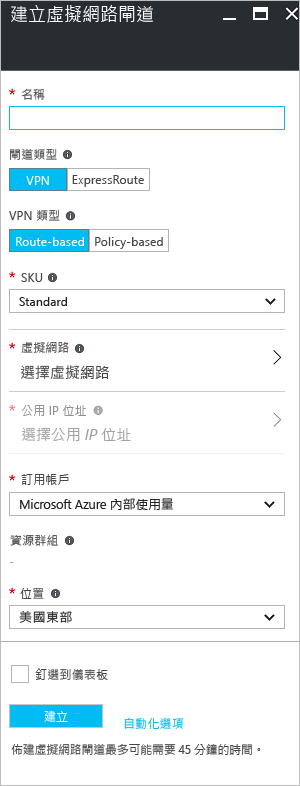 建立虛擬網路閘道
* 名稱
閘道類型
VPN ExpressRoute
VPN 類型
Route-based Policy-based
* SKU
Standard
* 虛擬網路
選擇虛擬網路
* 公用 IP 位址
選擇公用 IP 位址
* 訂用帳戶
Microsoft Azure 內部使用量
資源群組
-
* 位置
美國東部
釘選到儀表板
建立 自動化選項
佈建虛擬網路閘道最多可能需要 45 分鐘的時間。